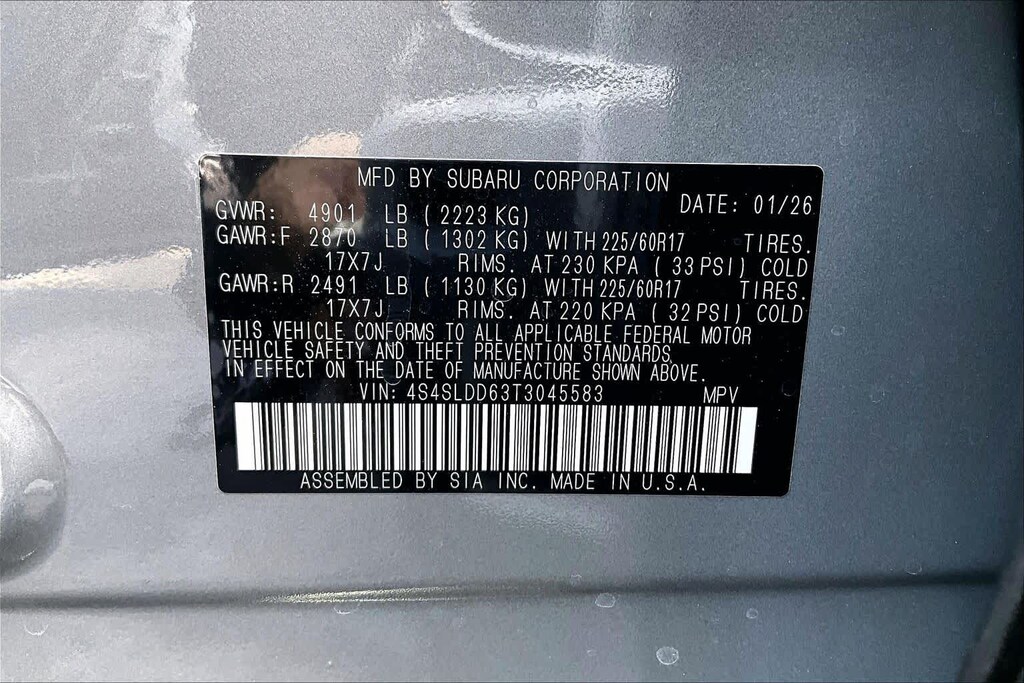 MFD BY SUBARU CORPORATION
DATE: 01/26
GVWR: 4901 LB ( 2223 KG)
GAWR:F 2870 LB ( 1302 KG) WITH 225/60R17 TIRES.
17X7J RIMS. AT 230 KPA ( 33 PSI) COLD
GAWR:R 2491 LB ( 1130 KG) WITH 225/60R17 TIRES.
17X7J RIMS. AT 220 KPA ( 32 PSI) COLD
THIS VEHICLE CONFORMS TO ALL APPLICABLE FEDERAL MOTOR
VEHICLE SAFETY AND THEFT PREVENTION STANDARDS
IN EFFECT ON THE DATE OF MANUFACTURE SHOWN ABOVE.
VIN: 4S4SLDD63T3045583 MPV
ASSEMBLED BY SIA INC. MADE IN U.S.A.